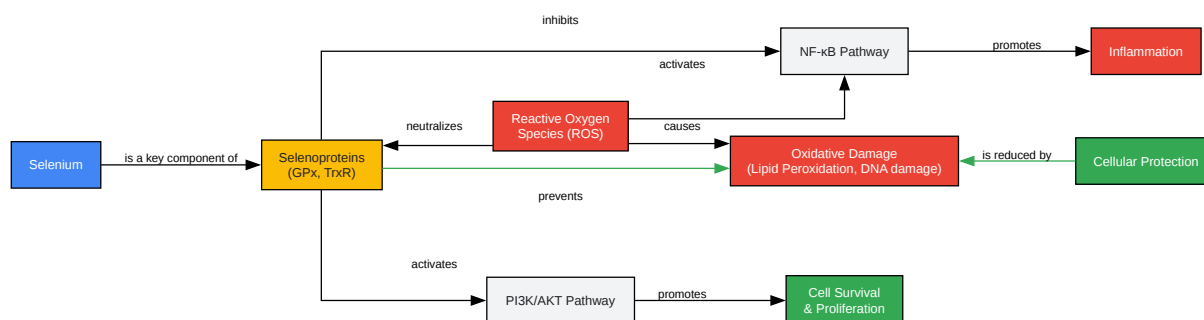 inhibits
NF-κB Pathway
promotes
Inflammation
activates
Reactive Oxygen
Species (ROS)
neutralizes
causes
Selenium
is a key component of
Selenoproteins
(GPx, TrxR)
Oxidative Damage
(Lipid Peroxidation, DNA damage)
is reduced by
Cellular Protection
prevents
activates
PI3K/AKT Pathway
promotes
Cell Survival
& Proliferation